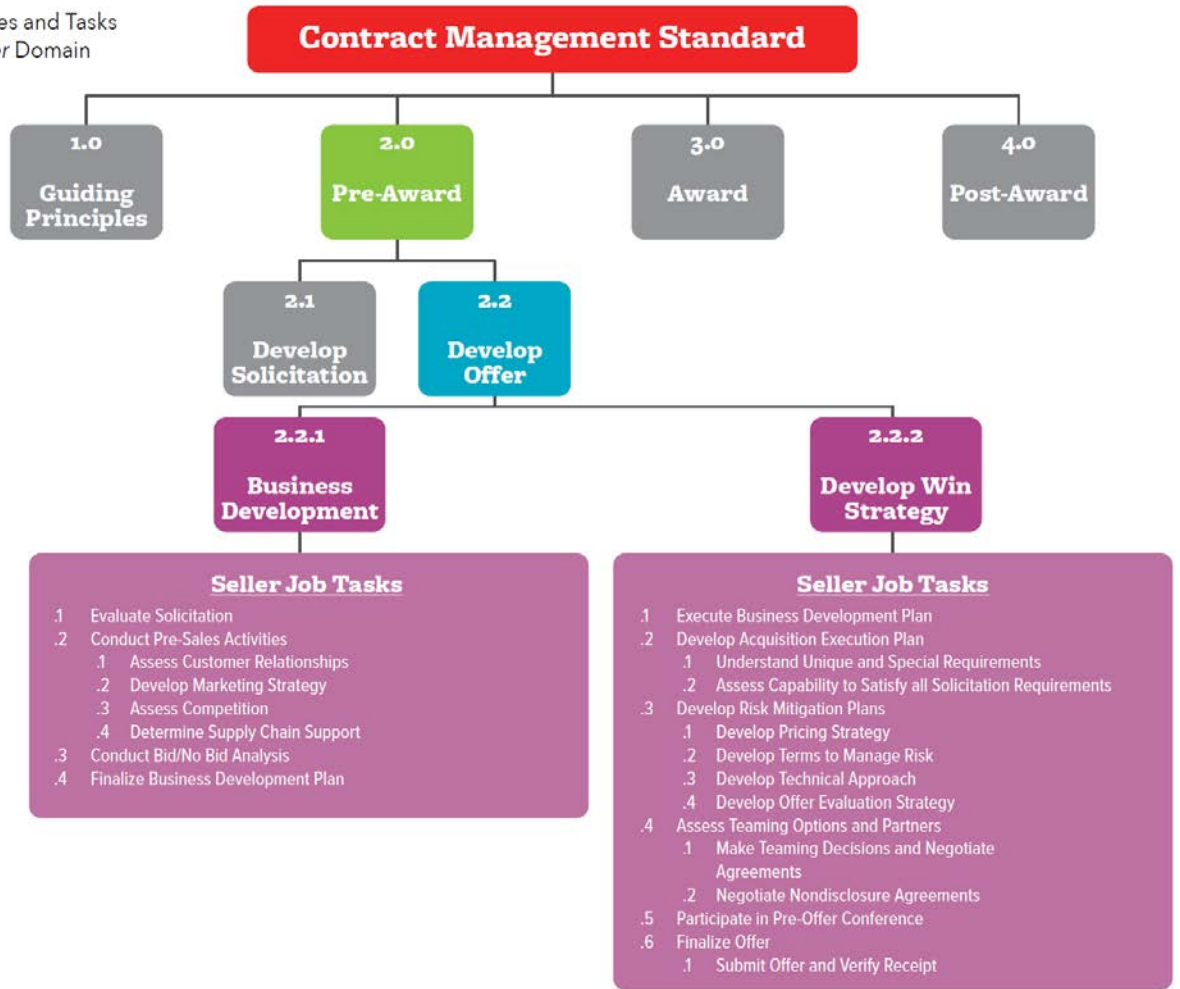 es and Tasks
er Domain
Contract Management Standard
1.0
Guiding
Principles
2.0
Pre-Award
3.0
Award
4.0
Post-Award
2.1
Develop
Solicitation
2.2
Develop
Offer
2.2.1
Business
Development
2.2.2
Develop Win
Strategy
Seller Job Tasks
.1 Evaluate Solicitation
.2 Conduct Pre-Sales Activities
.1 Assess Customer Relationships
.2 Develop Marketing Strategy
.3 Assess Competition
.4 Determine Supply Chain Support
.3 Conduct Bid/No Bid Analysis
.4 Finalize Business Development Plan
Seller Job Tasks
.1 Execute Business Development Plan
.2 Develop Acquisition Execution Plan
.1 Understand Unique and Special Requirements
.2 Assess Capability to Satisfy all Solicitation Requirements
.3 Develop Risk Mitigation Plans
.1 Develop Pricing Strategy
.2 Develop Terms to Manage Risk
.3 Develop Technical Approach
.4 Develop Offer Evaluation Strategy
.4 Assess Teaming Options and Partners
.1 Make Teaming Decisions and Negotiate
Agreements
.2 Negotiate Nondisclosure Agreements
.5 Participate in Pre-Offer Conference
.6 Finalize Offer
.1 Submit Offer and Verify Receipt